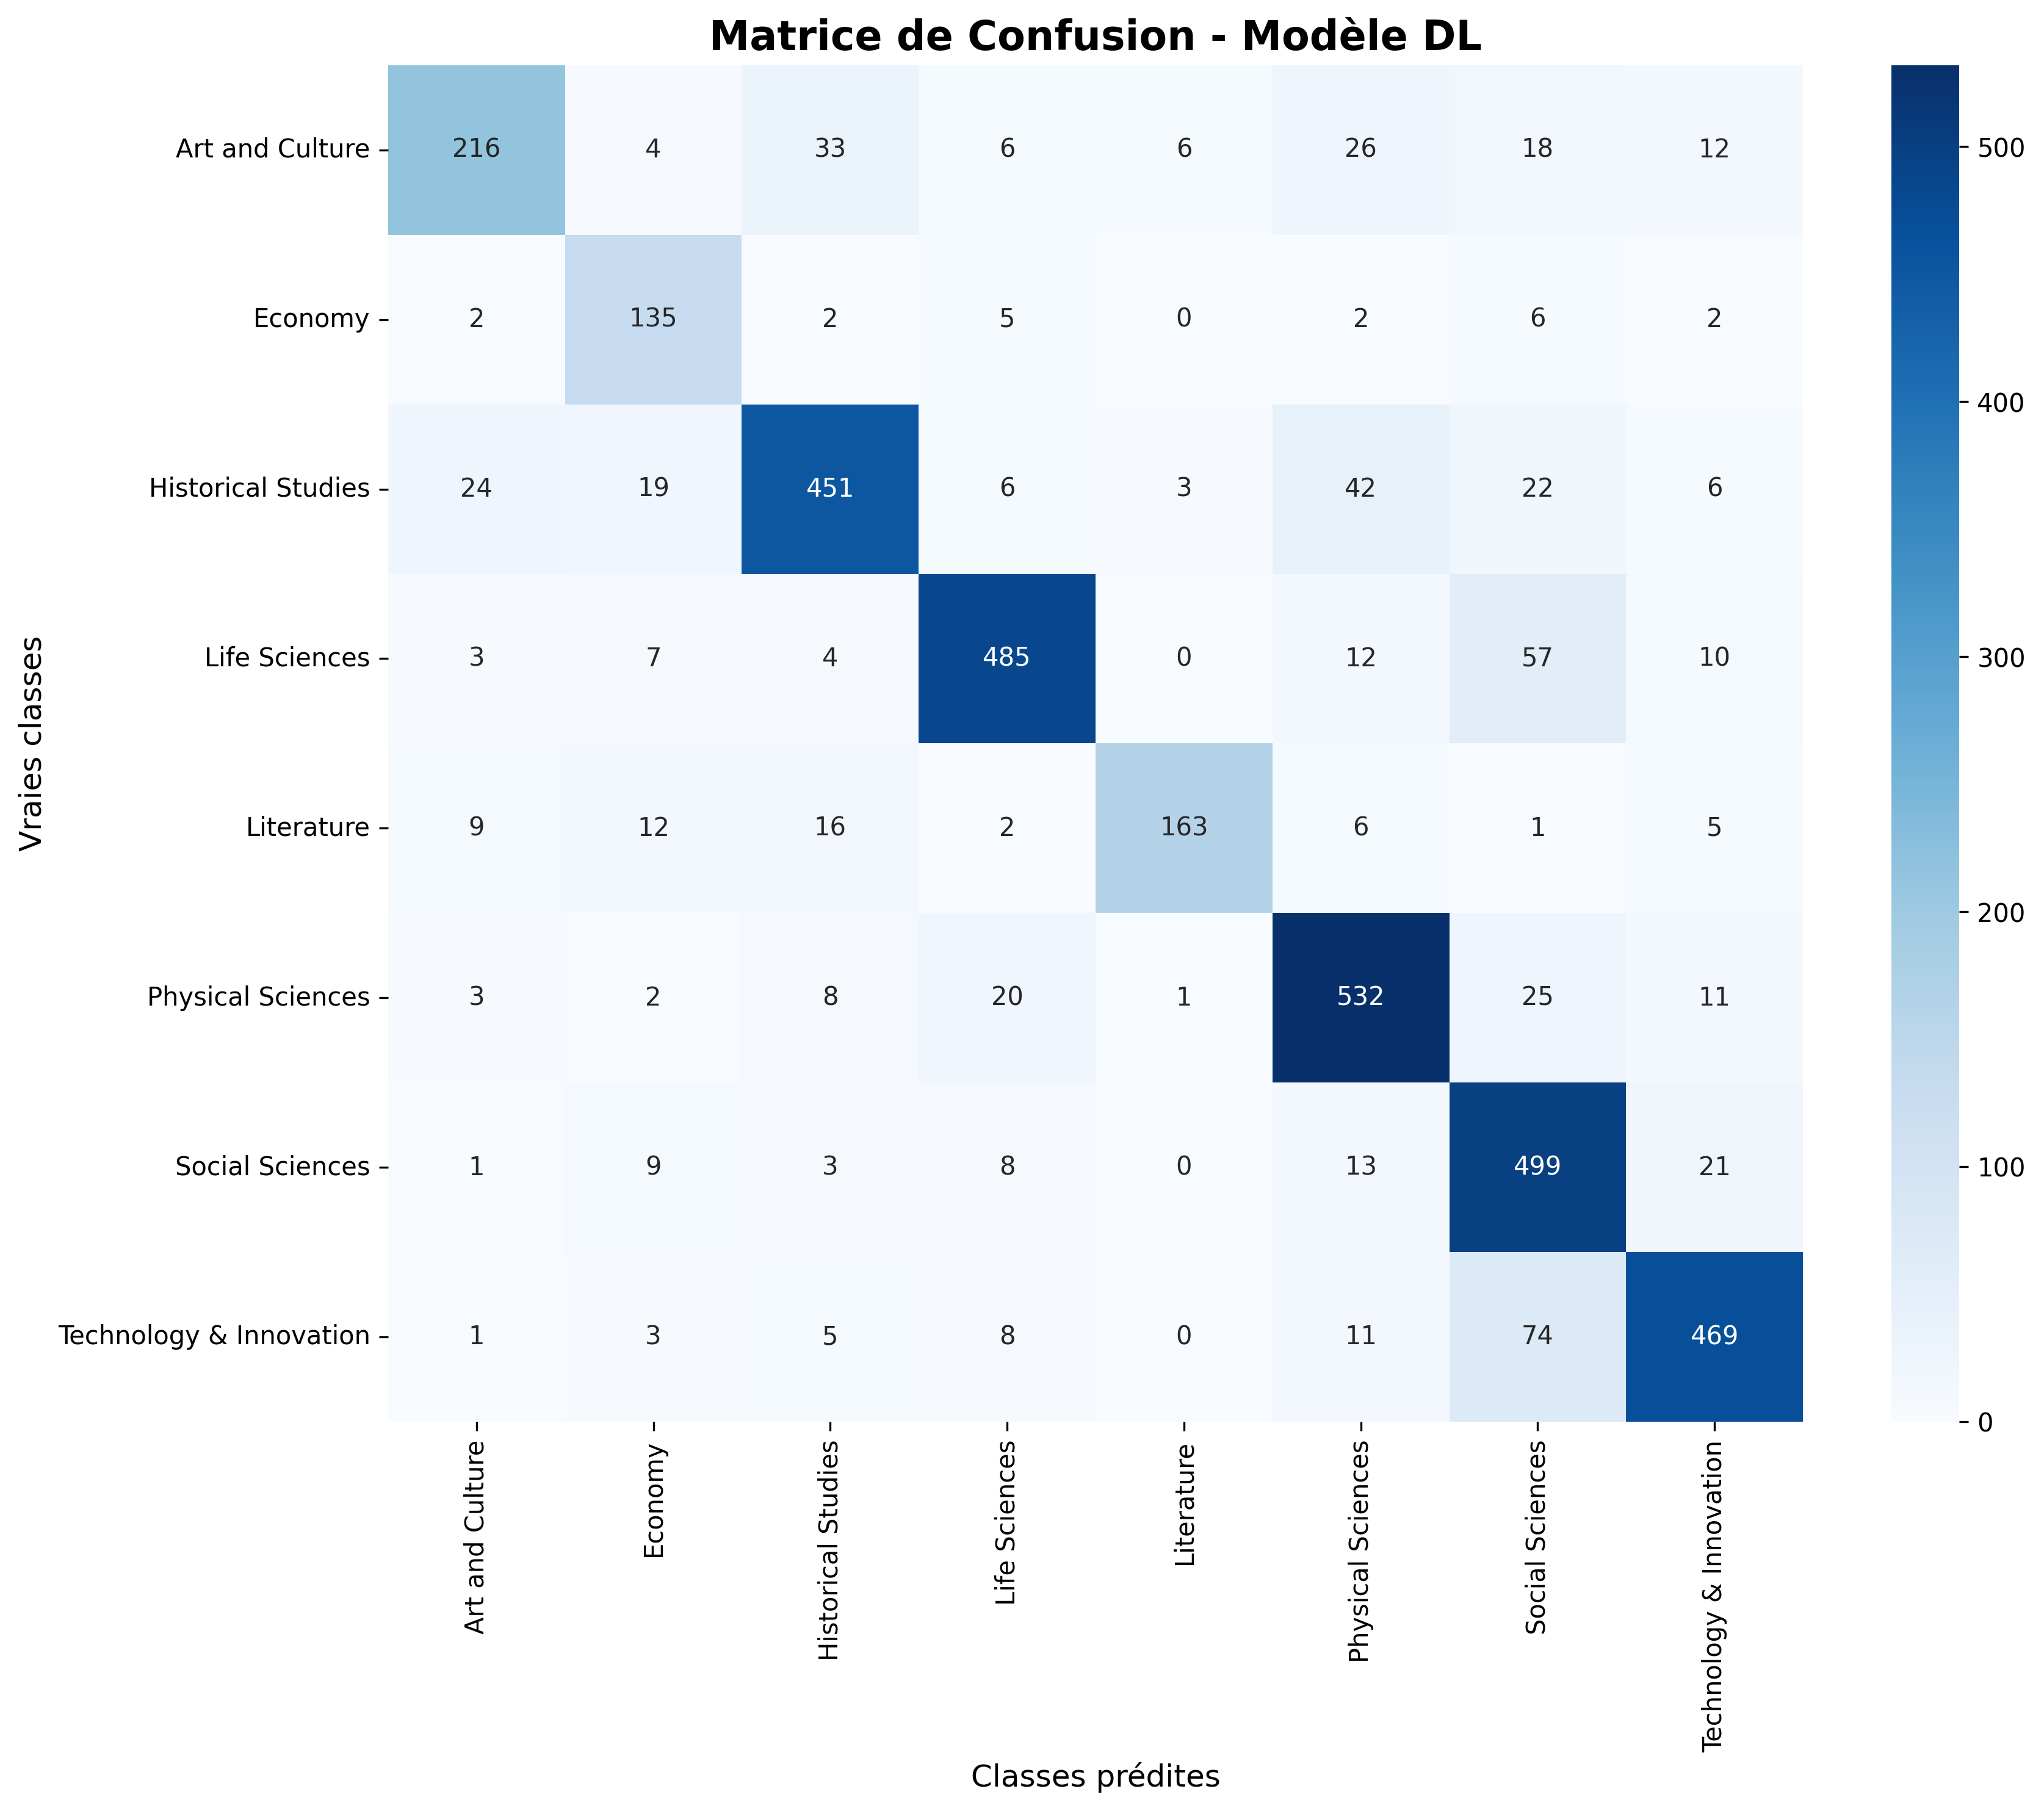 Matrice de Confusion - Modèle DL
Vraies classes
Art and Culture 216 4 33 6 6 26 18 12
Economy 2 135 2 5 0 2 6 2
Historical Studies 24 19 451 6 3 42 22 6
Life Sciences 3 7 4 485 0 12 57 10
Literature 9 12 16 2 163 6 1 5
Physical Sciences 3 2 8 20 1 532 25 11
Social Sciences 1 9 3 8 0 13 499 21
Technology & Innovation 1 3 5 8 0 11 74 469
Art and Culture
Economy
Historical Studies
Life Sciences
Literature
Physical Sciences
Social Sciences
Technology & Innovation
Classes prédites
500
400
300
200
100
0